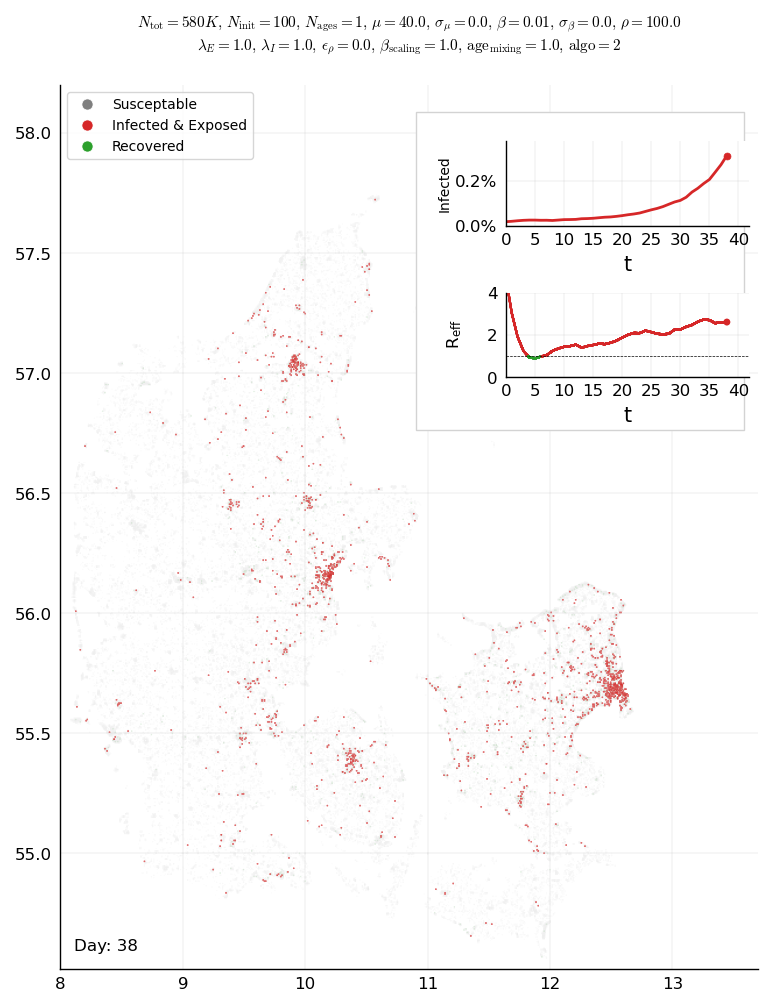 N_tot = 580K, N_init = 100, N_ages = 1, μ = 40.0, σ_μ = 0.0, β = 0.01, σ_β = 0.0, ρ = 100.0
λ_E = 1.0, λ_I = 1.0, ϵ_ρ = 0.0, β_scaling = 1.0, age_mixing = 1.0, algo = 2
Susceptable
Infected & Exposed
Recovered
Infected
0.2%
0.0%
0 5 10 15 20 25 30 35 40
t
R_eff
4
2
0
0 5 10 15 20 25 30 35 40
t
58.0
57.5
57.0
56.5
56.0
55.5
55.0
Day: 38
8 9 10 11 12 13